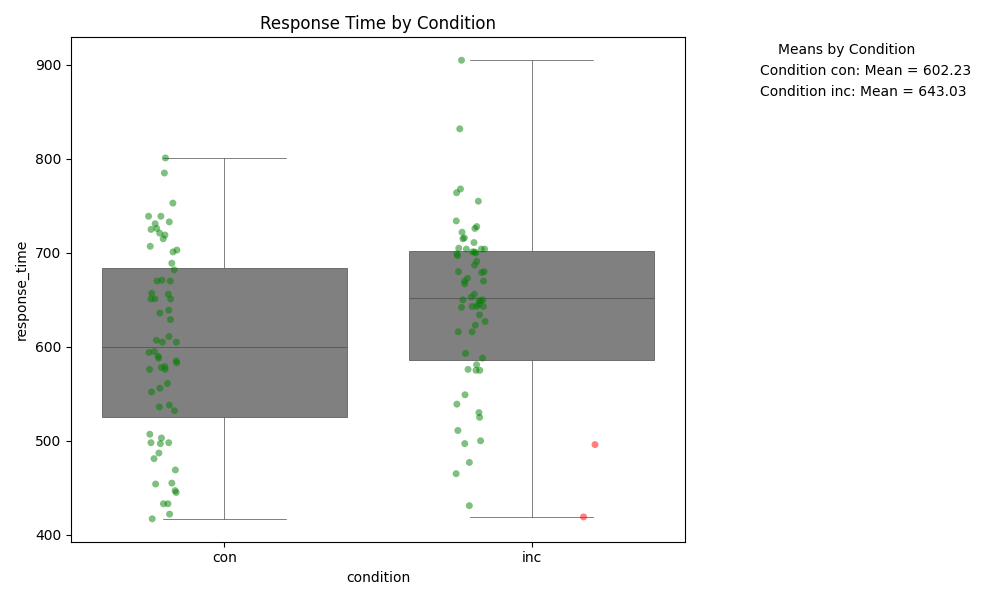 Response Time by Condition
Means by Condition
Condition con: Mean = 602.23
Condition inc: Mean = 643.03
response_time
900
800
700
600
500
400
con
inc
condition